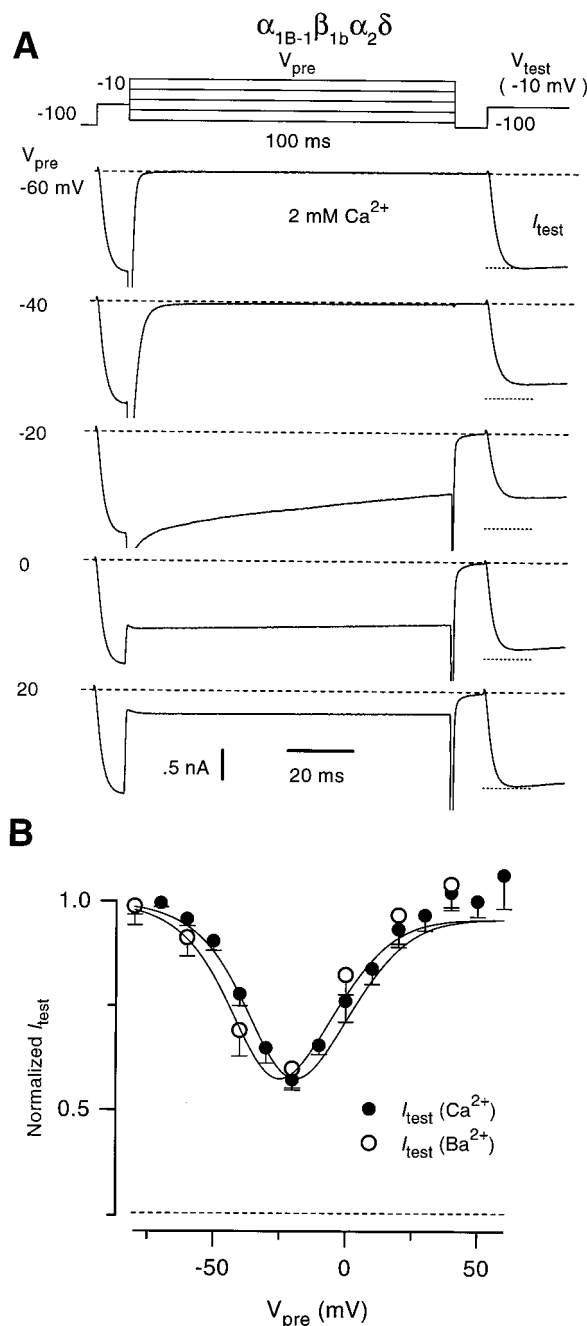 α1B-1β1bα2δ
A
Vpre
Vtest
-10
( -10 mV)
-100
-100
100 ms
Vpre
-60 mV
2 mM Ca2+
Itest
-40
-20
0
20
.5 nA
20 ms
B
1.0
0.5
Normalized Itest
Itest (Ca2+)
Itest (Ba2+)
-50
0
50
Vpre (mV)